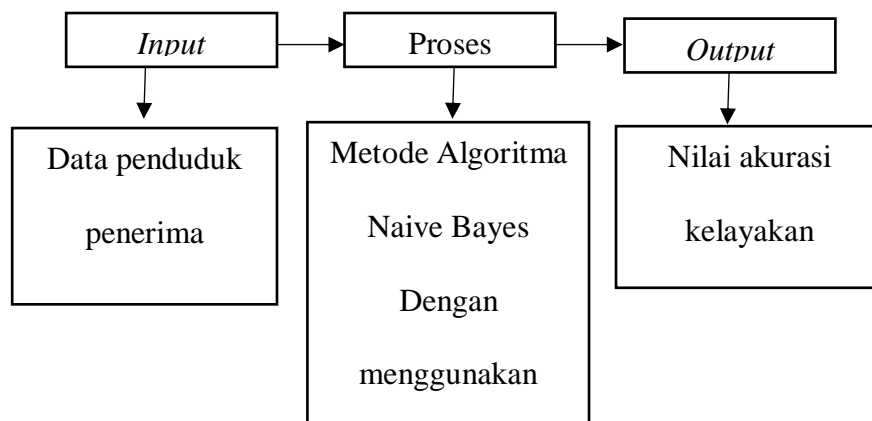 Input
Proses
Output
Data penduduk
penerima
Metode Algoritma
Naive Bayes
Dengan
menggunakan
Nilai akurasi
kelayakan